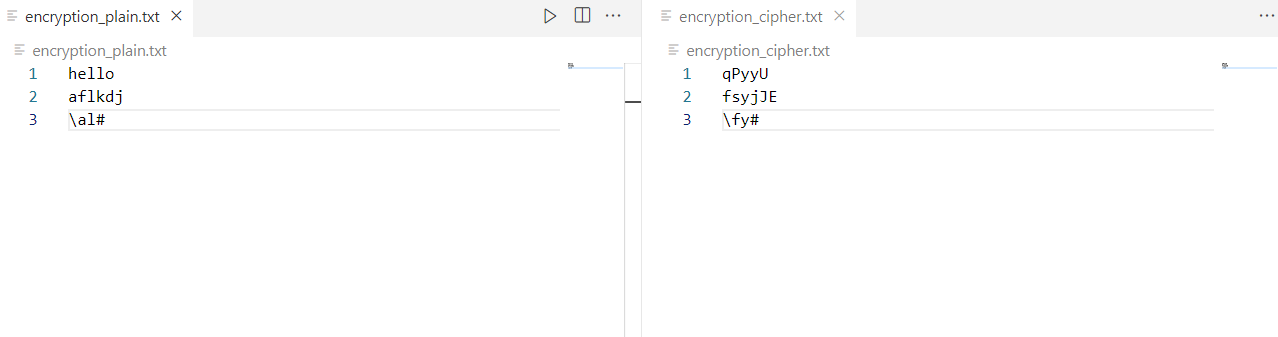 encryption_plain.txt
encryption_plain.txt
1 hello
2 aflkdj
3 \al#
encryption_cipher.txt
encryption_cipher.txt
1 qPyyU
2 fsyjJE
3 \fy#